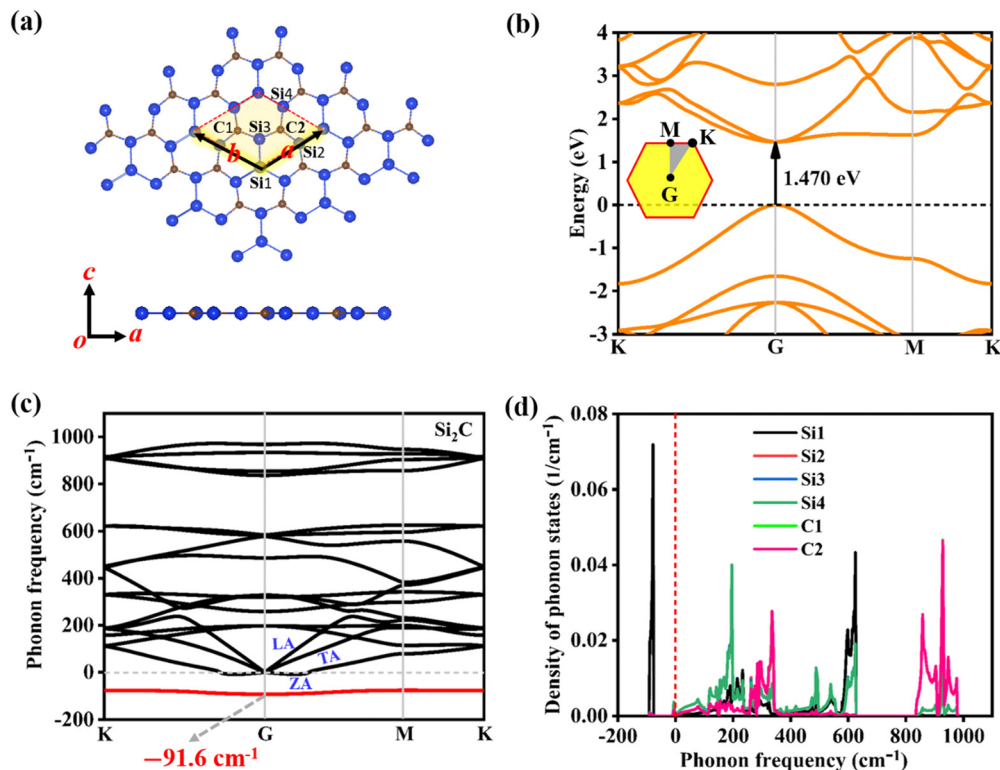 (a)
Si4
C1
Si3
C2
b
a
Si2
Si1
c
o
a
(b)
Energy (eV)
4
3
2
1
0
-1
-2
-3
M
K
G
1.470 eV
K
G
M
K
(c)
Phonon frequency (cm⁻¹)
1000
800
600
400
200
0
-200
Si₂C
LA
TA
ZA
K
G
M
K
−91.6 cm⁻¹
(d)
Density of phonon states (1/cm⁻¹)
0.08
0.06
0.04
0.02
0.00
Si1
Si2
Si3
Si4
C1
C2
-200
0
200
400
600
800
1000
Phonon frequency (cm⁻¹)